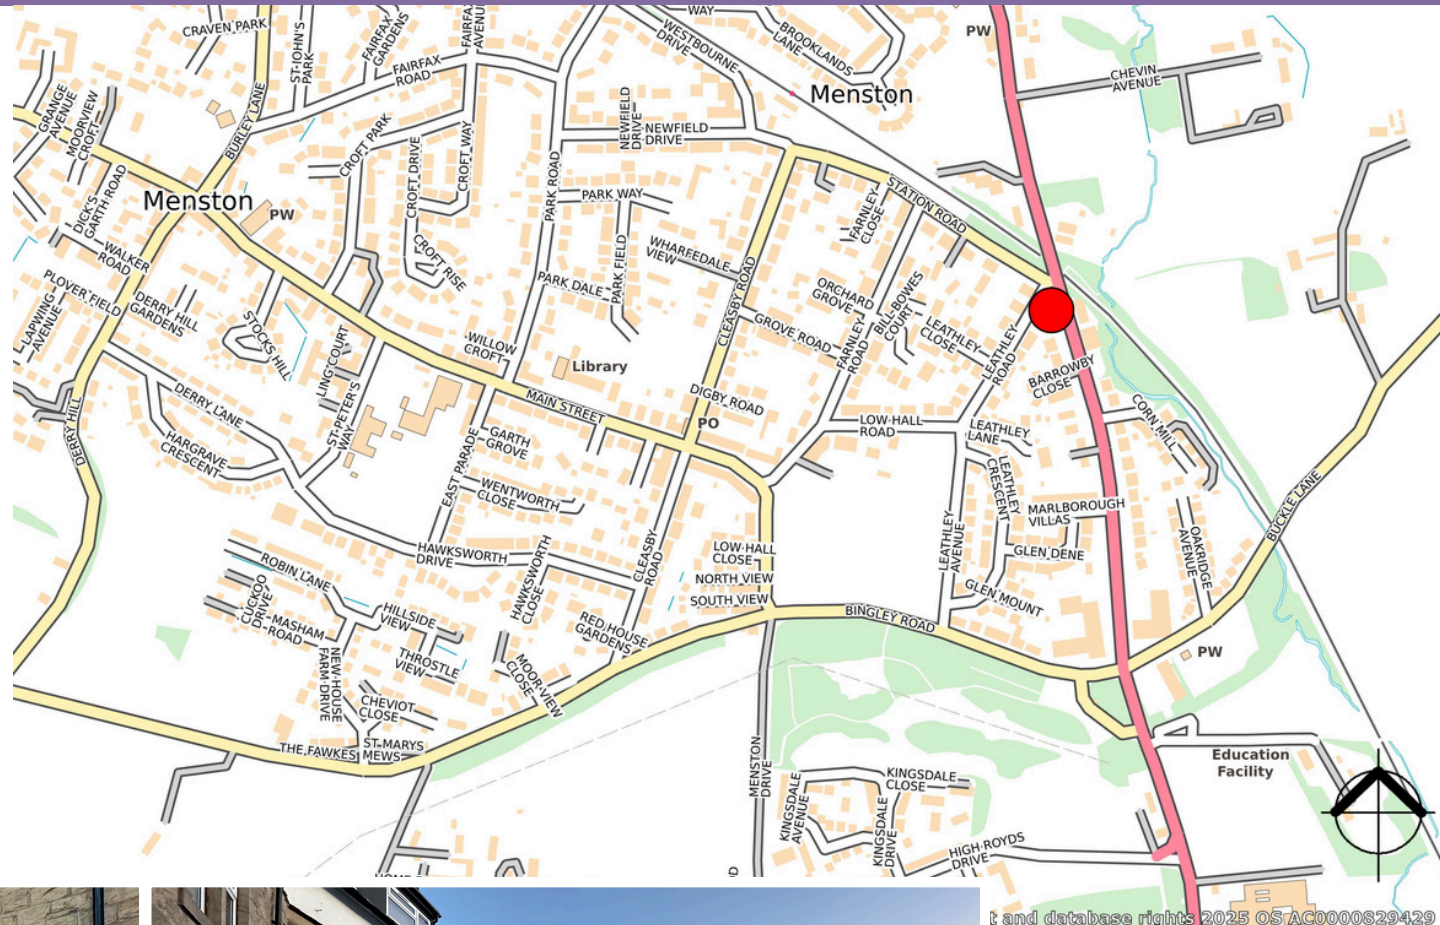 CRAVEN PARK
ST·JOHN'S
PARK
FAIRFAX
GARDENS
FAIRFAX
ROAD
WESTBOURNE
DRIVE
WAY
BROOKLANDS
LANE
PW
CHEVIN
AVENUE
Menston
GRANGE
AVENUE
MOORVIEW
CROFT
BURLEY LANE
CROFT PARK
CROFT DRIVE
CROFT WAY
PARK ROAD
NEWFIELD
DRIVE
NEWFIELD
DRIVE
PARK WAY
DICK'S
GARTH·ROAD
Menston
PW
WALKER
ROAD
CROFT RISE
PARK DALE
PARK FIELD
WHARFEDALE
VIEW
CLEASBY ROAD
FARNLEY
CLOSE
STATION ROAD
PLOVER FIELD
LAPWING
AVENUE
DERRY HILL
GARDENS
STOCKS HILL
LING·COURT
WILLOW
CROFT
Library
GROVE ROAD
ORCHARD
GROVE
BILL·BOWES
COURT
LEATHLEY
CLOSE
FARNLEY
ROAD
LEATHLEY
ROAD
BARROWBY
CLOSE
CORN MILL
DERRY LANE
DERRY HILL
HARGRAVE
CRESCENT
ST·PETER'S
WAY
MAIN STREET
DIGBY ROAD
PO
LOW·HALL
ROAD
LEATHLEY
LANE
LEATHLEY
CRESCENT
GARTH
GROVE
EAST PARADE
WENTWORTH
CLOSE
MARLBOROUGH
VILLAS
GLEN DENE
LEATHLEY
AVENUE
GLEN MOUNT
OAKRIDGE
AVENUE
BUCKLE LANE
HAWKSWORTH
DRIVE
HAWKSWORTH
CLOSE
CLEASBY
ROAD
LOW·HALL
CLOSE
NORTH VIEW
SOUTH VIEW
BINGLEY ROAD
PW
ROBIN LANE
CUCKOO
DRIVE
MASHAM
ROAD
HILLSIDE
VIEW
THROSTLE
VIEW
RED HOUSE
GARDENS
MOOR·VIEW
CLOSE
NEW·HOUSE
FARM·DRIVE
CHEVIOT
CLOSE
THE FAWKES
ST·MARYS
MEWS
MENSTON
DRIVE
KINGSDALE
AVENUE
KINGSDALE
CLOSE
KINGSDALE
DRIVE
HIGH·ROYDS
DRIVE
Education
Facility
t and database rights 2025 OS AC0000829429